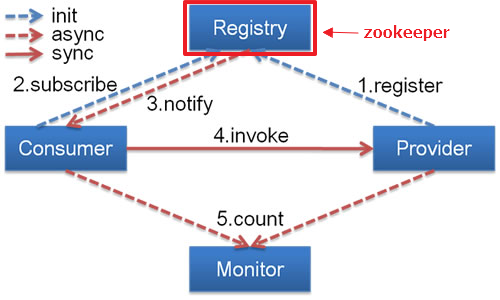 init
async
sync
Registry
zookeeper
2.subscribe
1.register
3.notify
4.invoke
Consumer
Provider
5.count
Monitor